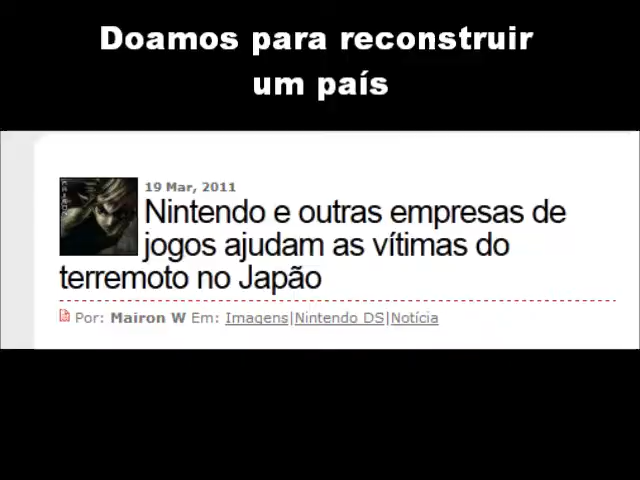 Doamos para reconstruir
um país
19 Mar, 2011
Nintendo e outras empresas de
jogos ajudam as vítimas do
terremoto no Japão
Por: Mairon W Em: Imagens|Nintendo DS|Notícia